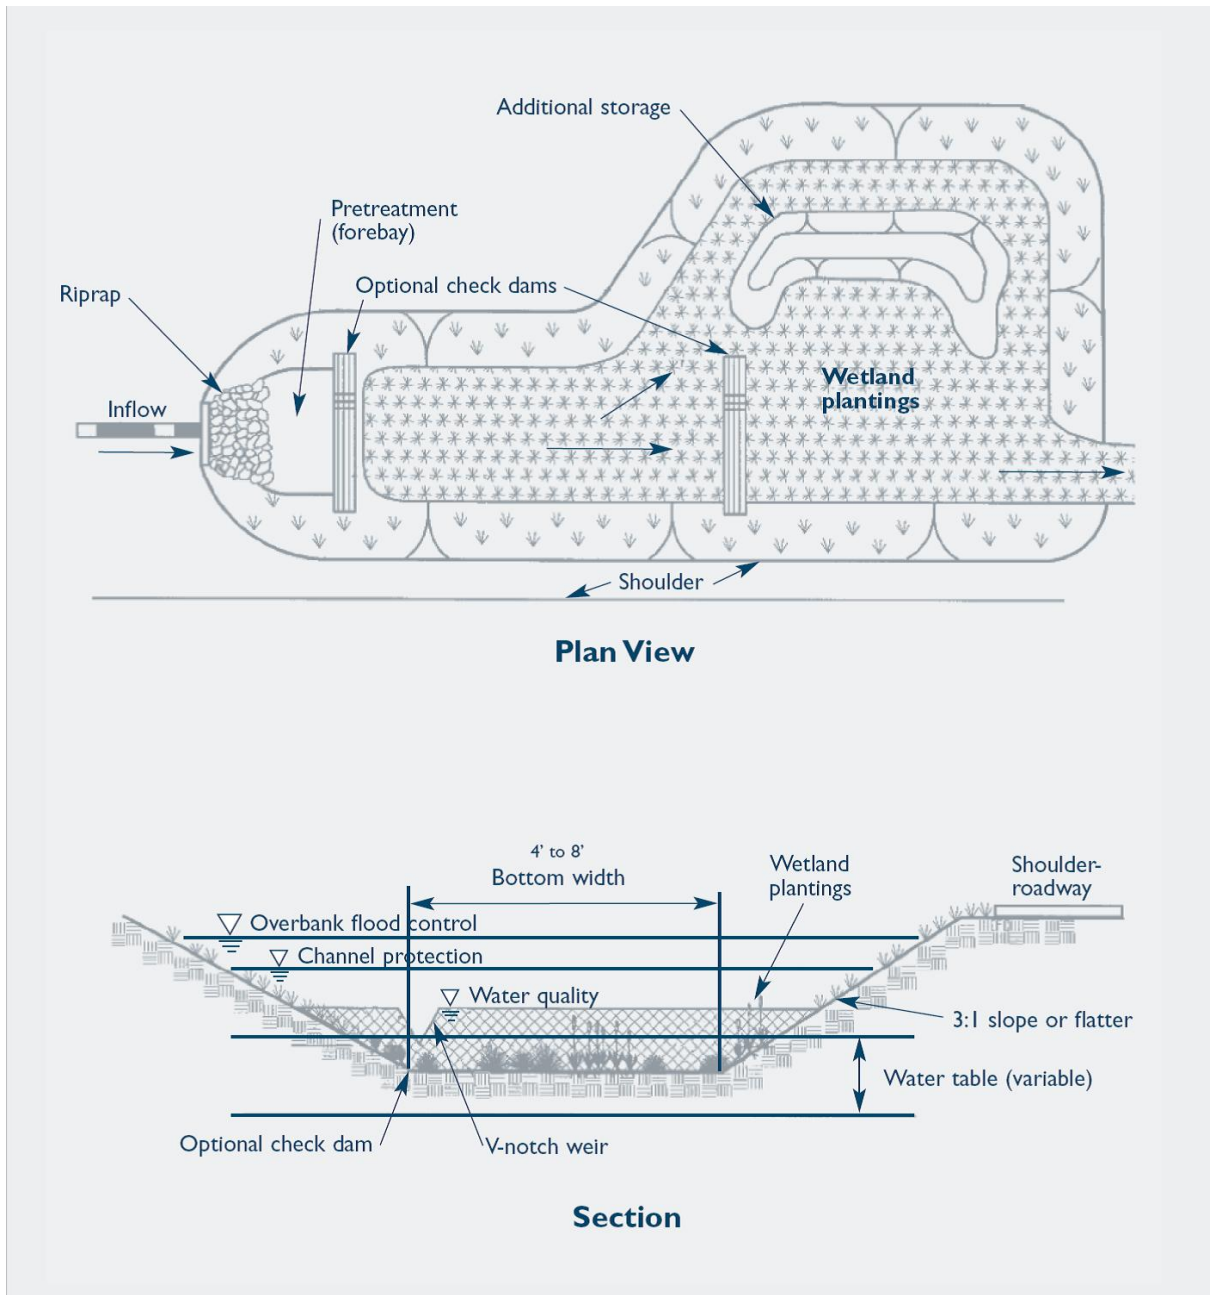 Additional storage
Pretreatment
(forebay)
Optional check dams
Riprap
Wetland
plantings
Inflow
Shoulder
Plan View
4' to 8'
Bottom width
Wetland
plantings
Shoulder-
roadway
Overbank flood control
Channel protection
Water quality
3:1 slope or flatter
Water table (variable)
Optional check dam
V-notch weir
Section